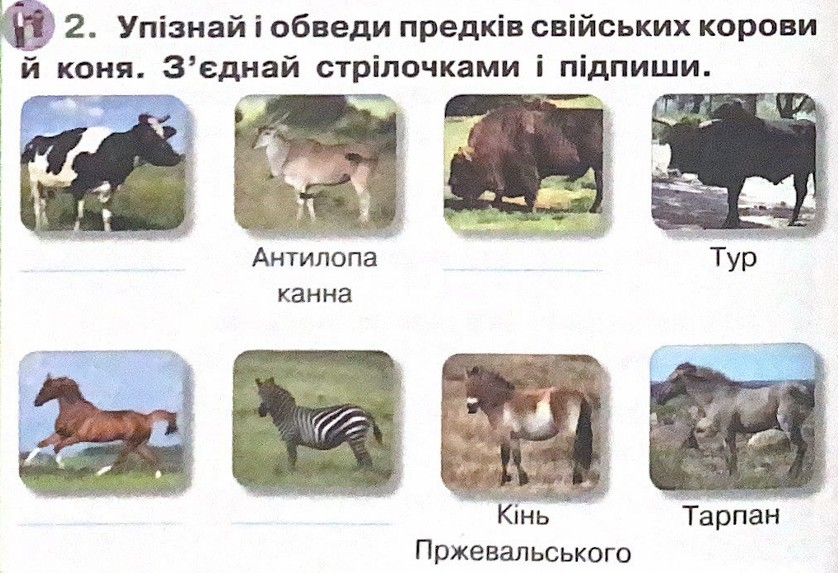 2. Упізнай і обведи предків свійських корови
й коня. З’єднай стрілочками і підпиши.
Антилопа
канна
Тур
Кінь
Пржевальського
Тарпан